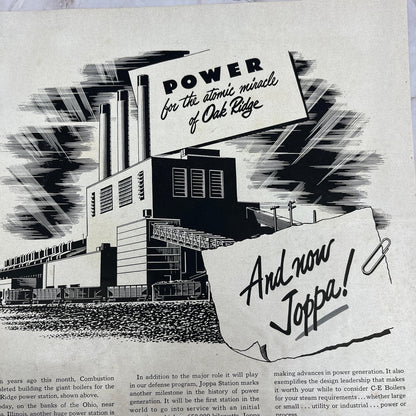 POWER
for the atomic miracle
of Oak Ridge
And now
Joppa!
years ago this month, Combustion
completed building the giant boilers for the
Ridge power station, shown above.
today, on the banks of the Ohio, near
Illinois another huge power station is
In addition to the major role it will play
in our defense program, Joppa Station marks
another milestone in the history of power
generation. It will be the first station in the
world to go into service with an initial
making advances in power generation. It also
exemplifies the design leadership that makes
it worth your while to consider C-E Boilers
for your steam requirements... whether large
or small ... utility or industrial .. power or
process.